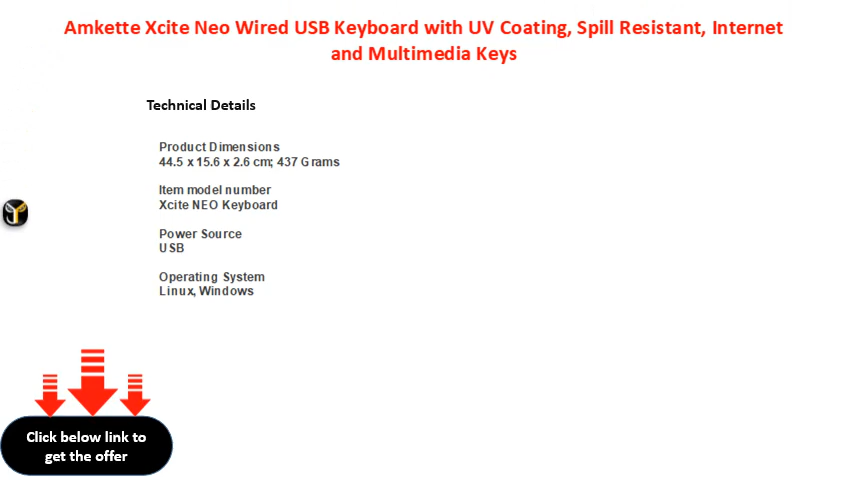 Amkette Xcite Neo Wired USB Keyboard with UV Coating, Spill Resistant, Internet
and Multimedia Keys
Technical Details
Product Dimensions
44.5 x 15.6 x 2.6 cm; 437 Grams
Item model number
Xcite NEO Keyboard
Power Source
USB
Operating System
Linux, Windows
Click below link to
get the offer